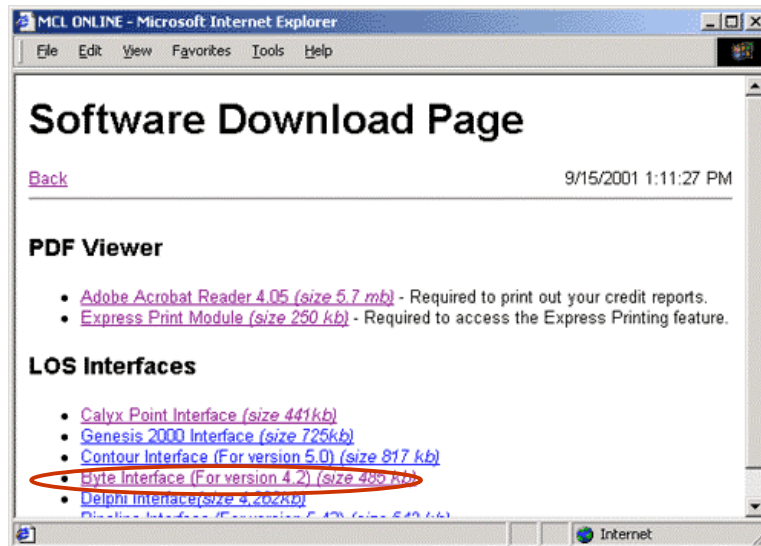 MCL ONLINE - Microsoft Internet Explorer
File Edit View Favorites Tools Help
Software Download Page
Back 9/15/2001 1:11:27 PM
PDF Viewer
Adobe Acrobat Reader 4.05 (size 5.7 mb) - Required to print out your credit reports.
Express Print Module (size 250 kb) - Required to access the Express Printing feature.
LOS Interfaces
Calyx Point Interface (size 441kb)
Genesis 2000 Interface (size 725kb)
Contour Interface (For version 5.0) (size 817 kb)
Byte Interface (For version 4.2) (size 485 kb)
Delphi Interface(size 4,262kb)
Interface (For version
Internet